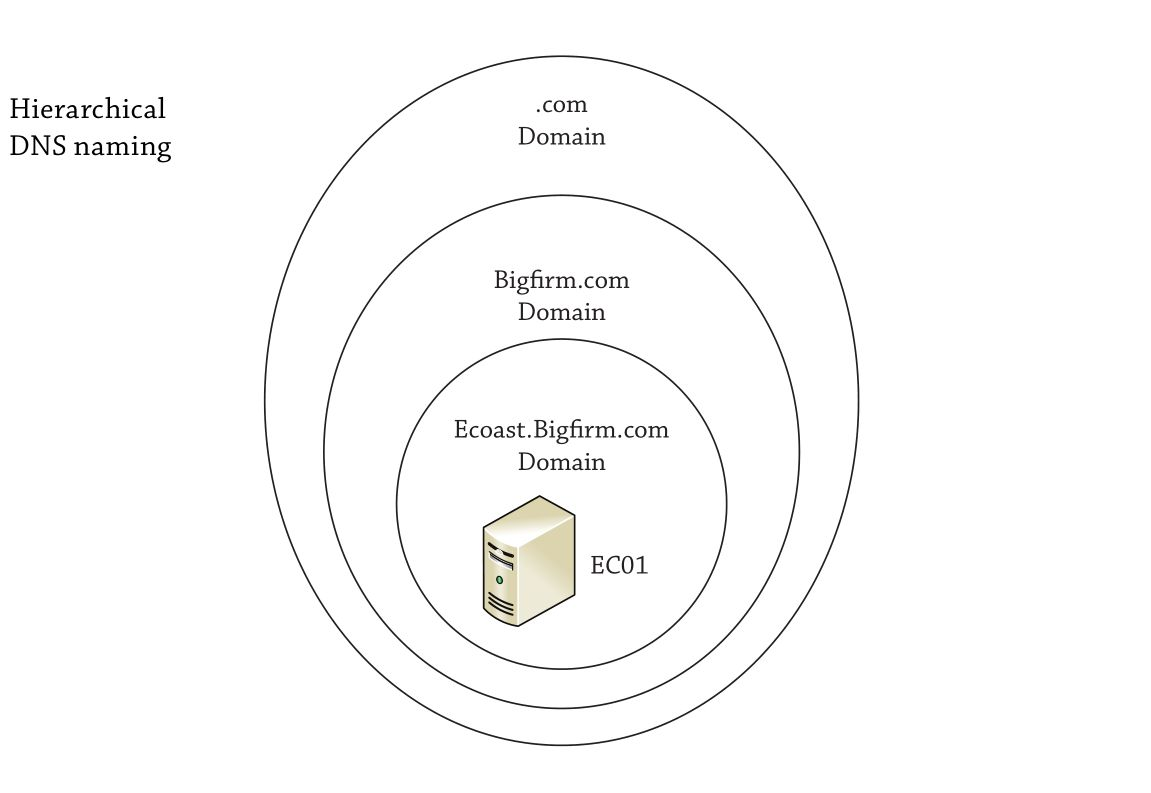 Hierarchical
DNS naming
.com
Domain
Bigfirm.com
Domain
Ecoast.Bigfirm.com
Domain
EC01